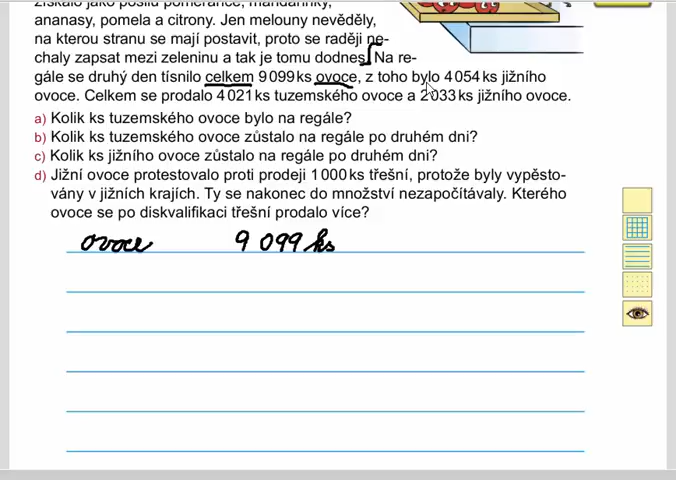 získalo jako posilu pomeranče, mandarinky,
ananasy, pomela a citrony. Jen melouny nevěděly,
na kterou stranu se mají postavit, proto se raději ne-
chaly zapsat mezi zeleninu a tak je tomu dodnes. Na re-
gále se druhý den tísnilo celkem 9 099 ks ovoce, z toho bylo 4 054 ks jižního
ovoce. Celkem se prodalo 4 021 ks tuzemského ovoce a 2 033 ks jižního ovoce.
a) Kolik ks tuzemského ovoce bylo na regále?
b) Kolik ks tuzemského ovoce zůstalo na regále po druhém dni?
c) Kolik ks jižního ovoce zůstalo na regále po druhém dni?
d) Jižní ovoce protestovalo proti prodeji 1 000 ks třešní, protože byly vypěsto-
vány v jižních krajích. Ty se nakonec do množství nezapočítávaly. Kterého
ovoce se po diskvalifikaci třešní prodalo více?
ovoce 9 099 ks